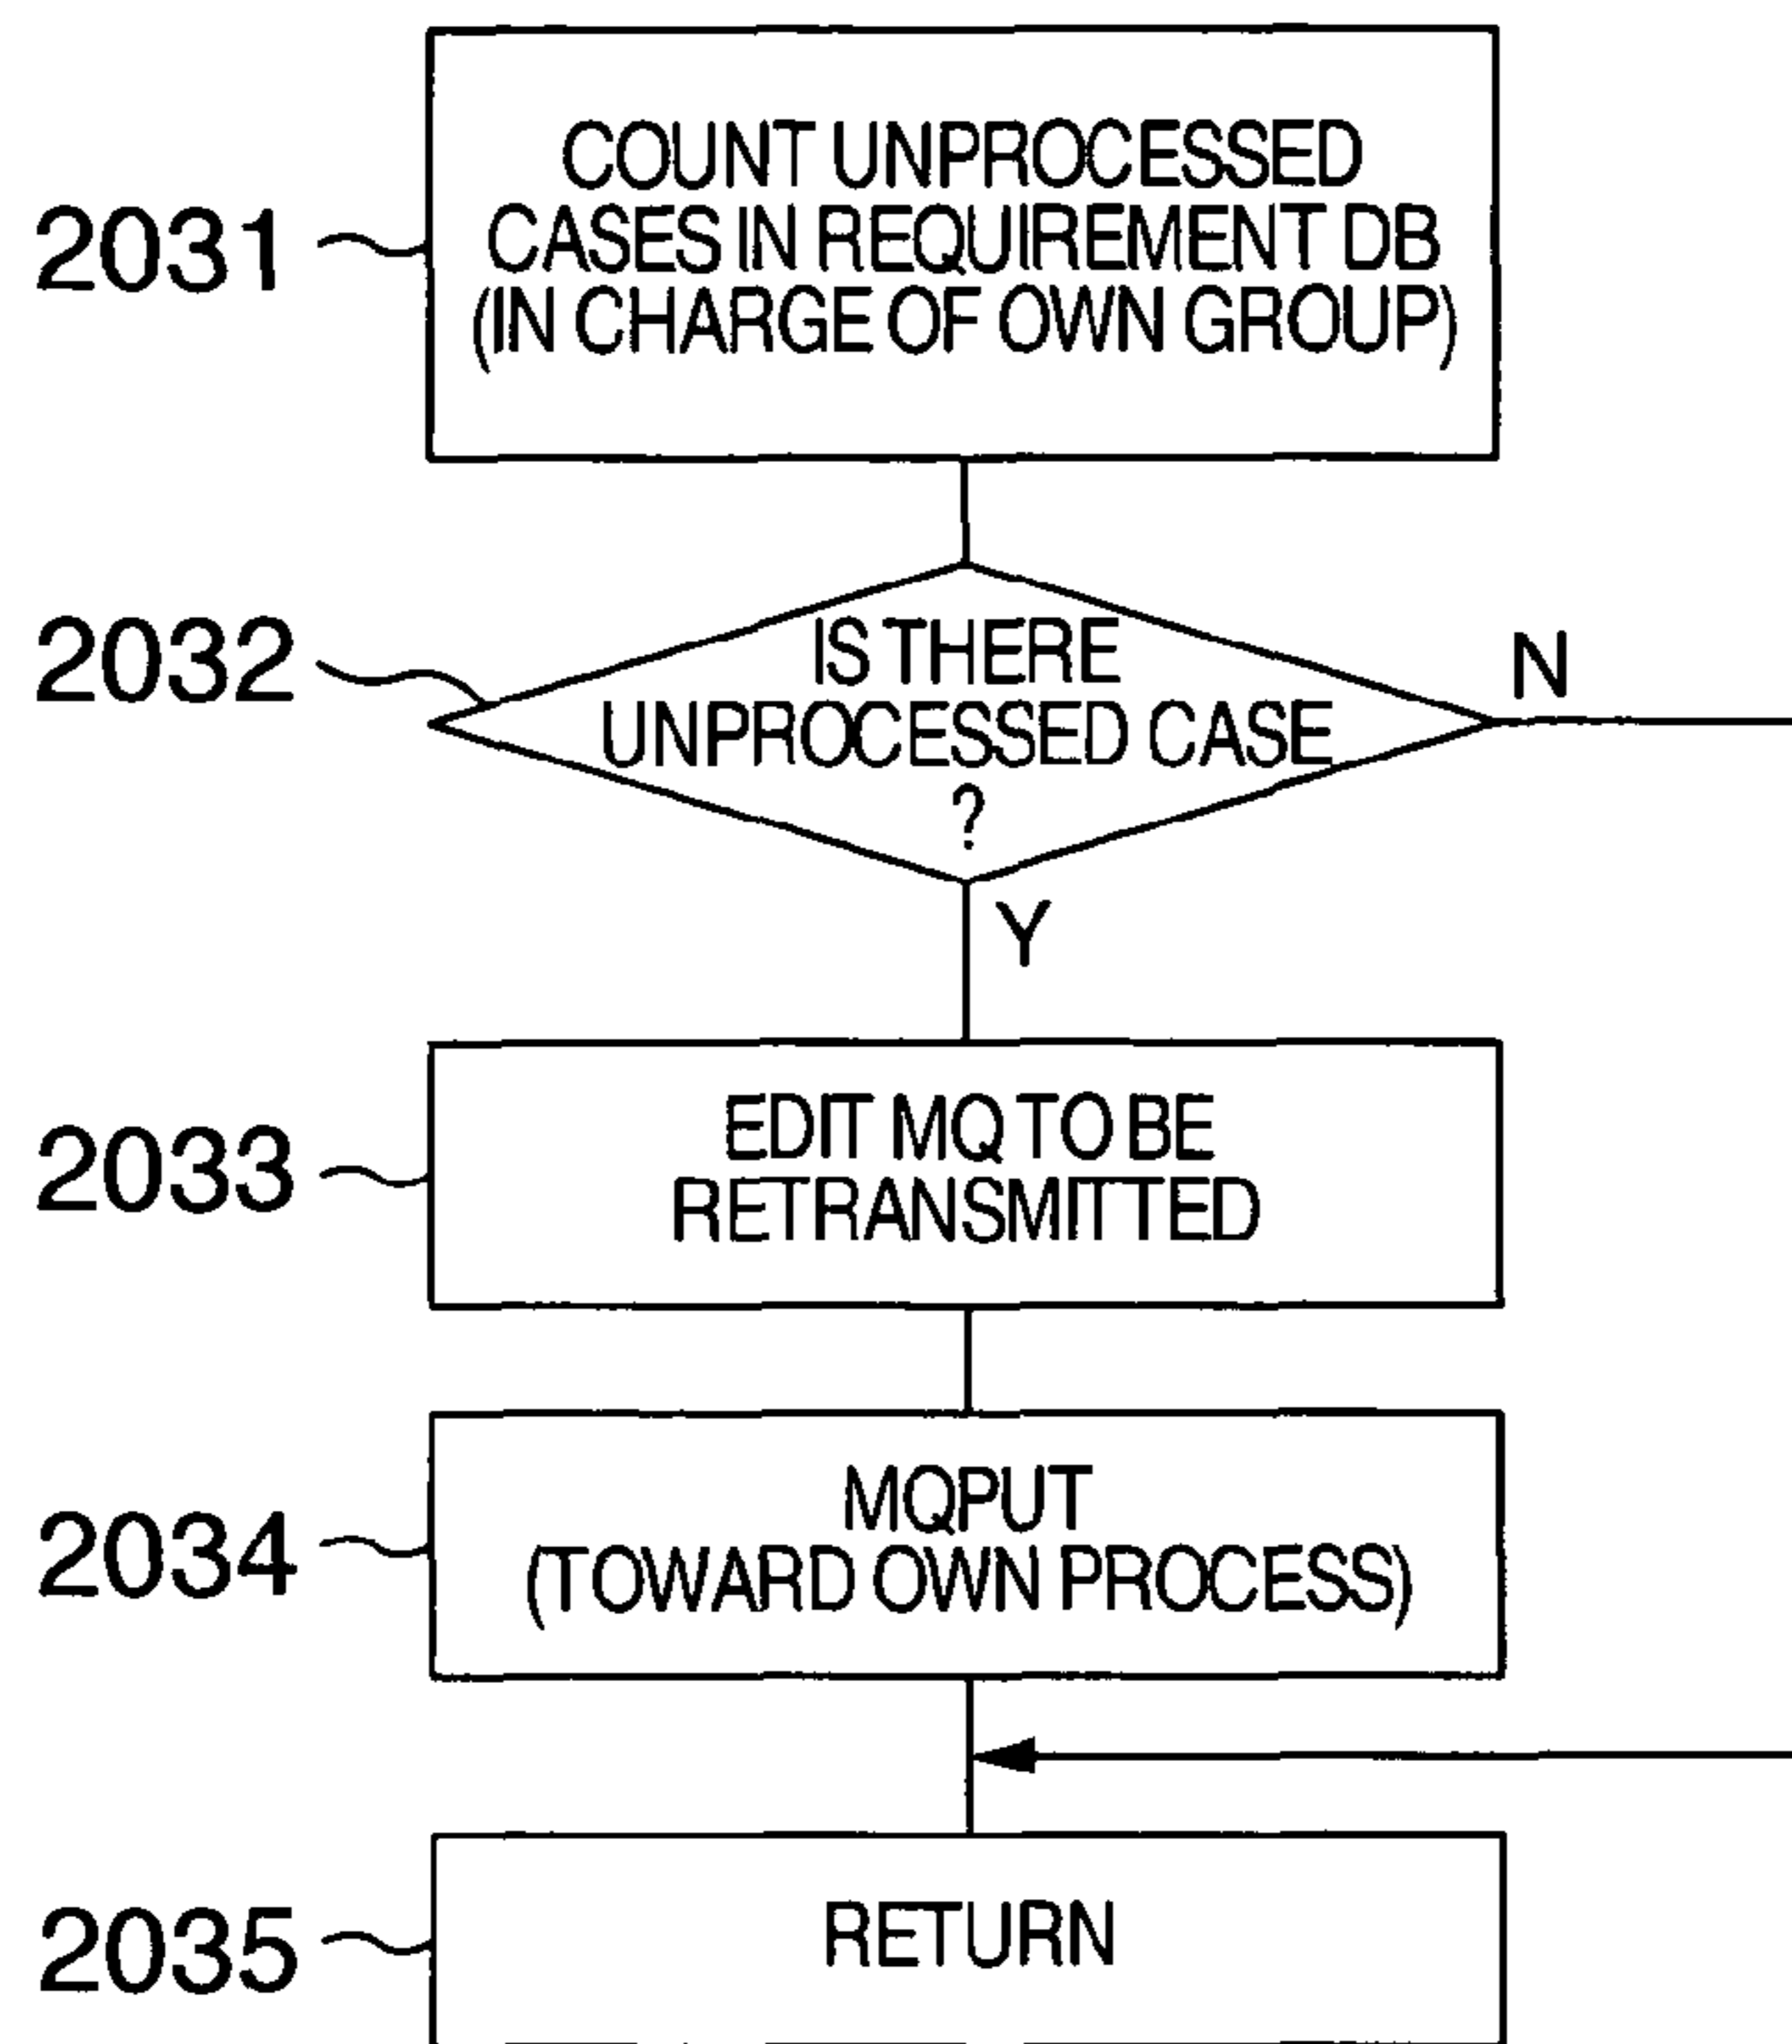 2031
COUNT UNPROCESSED
CASES IN REQUIREMENT DB
(IN CHARGE OF OWN GROUP)
2032
IS THERE
UNPROCESSED CASE
?
N
Y
2033
EDIT MQ TO BE
RETRANSMITTED
2034
MQPUT
(TOWARD OWN PROCESS)
2035
RETURN